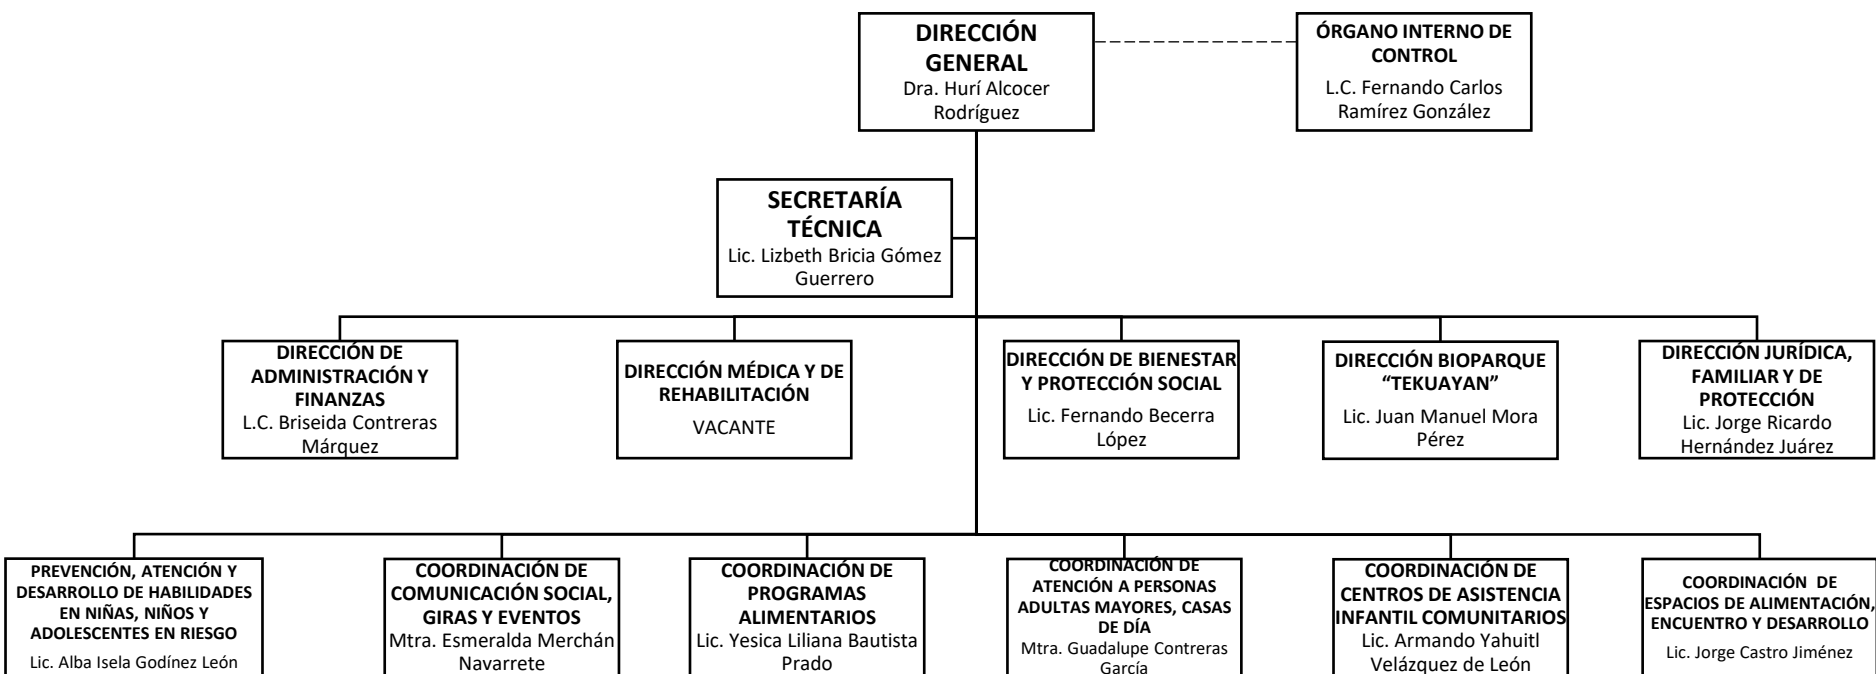 DIRECCIÓN
GENERAL
Dra. Hurí Alcocer
Rodríguez
ÓRGANO INTERNO DE
CONTROL
L.C. Fernando Carlos
Ramírez González
SECRETARÍA
TÉCNICA
Lic. Lizbeth Bricia Gómez
Guerrero
DIRECCIÓN DE
ADMINISTRACIÓN Y
FINANZAS
L.C. Briseida Contreras
Márquez
DIRECCIÓN MÉDICA Y DE
REHABILITACIÓN
VACANTE
DIRECCIÓN DE BIENESTAR
Y PROTECCIÓN SOCIAL
Lic. Fernando Becerra
López
DIRECCIÓN BIOPARQUE
“TEKUAYAN”
Lic. Juan Manuel Mora
Pérez
DIRECCIÓN JURÍDICA,
FAMILIAR Y DE
PROTECCIÓN
Lic. Jorge Ricardo
Hernández Juárez
PREVENCIÓN, ATENCIÓN Y
DESARROLLO DE HABILIDADES
EN NIÑAS, NIÑOS Y
ADOLESCENTES EN RIESGO
Lic. Alba Isela Godínez León
COORDINACIÓN DE
COMUNICACIÓN SOCIAL,
GIRAS Y EVENTOS
Mtra. Esmeralda Merchán
Navarrete
COORDINACIÓN DE
PROGRAMAS
ALIMENTARIOS
Lic. Yesica Liliana Bautista
Prado
COORDINACIÓN DE
ATENCIÓN A PERSONAS
ADULTAS MAYORES, CASAS
DE DÍA
Mtra. Guadalupe Contreras
García
COORDINACIÓN DE
CENTROS DE ASISTENCIA
INFANTIL COMUNITARIOS
Lic. Armando Yahuitl
Velázquez de León
COORDINACIÓN DE
ESPACIOS DE ALIMENTACIÓN,
ENCUENTRO Y DESARROLLO
Lic. Jorge Castro Jiménez